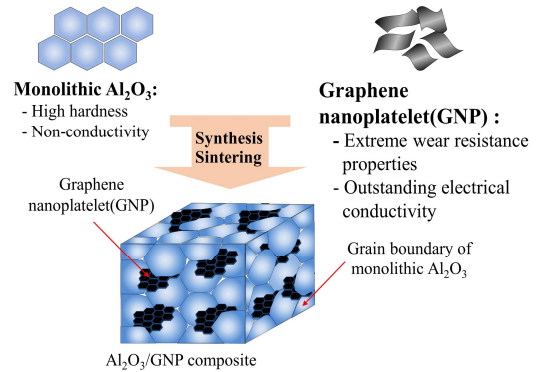 Monolithic Al₂O₃:
- High hardness
- Non-conductivity
Graphene
nanoplatelet(GNP) :
- Extreme wear resistance
properties
- Outstanding electrical
conductivity
Synthesis
Sintering
Graphene
nanoplatelet(GNP)
Grain boundary of
monolithic Al₂O₃
Al₂O₃/GNP composite